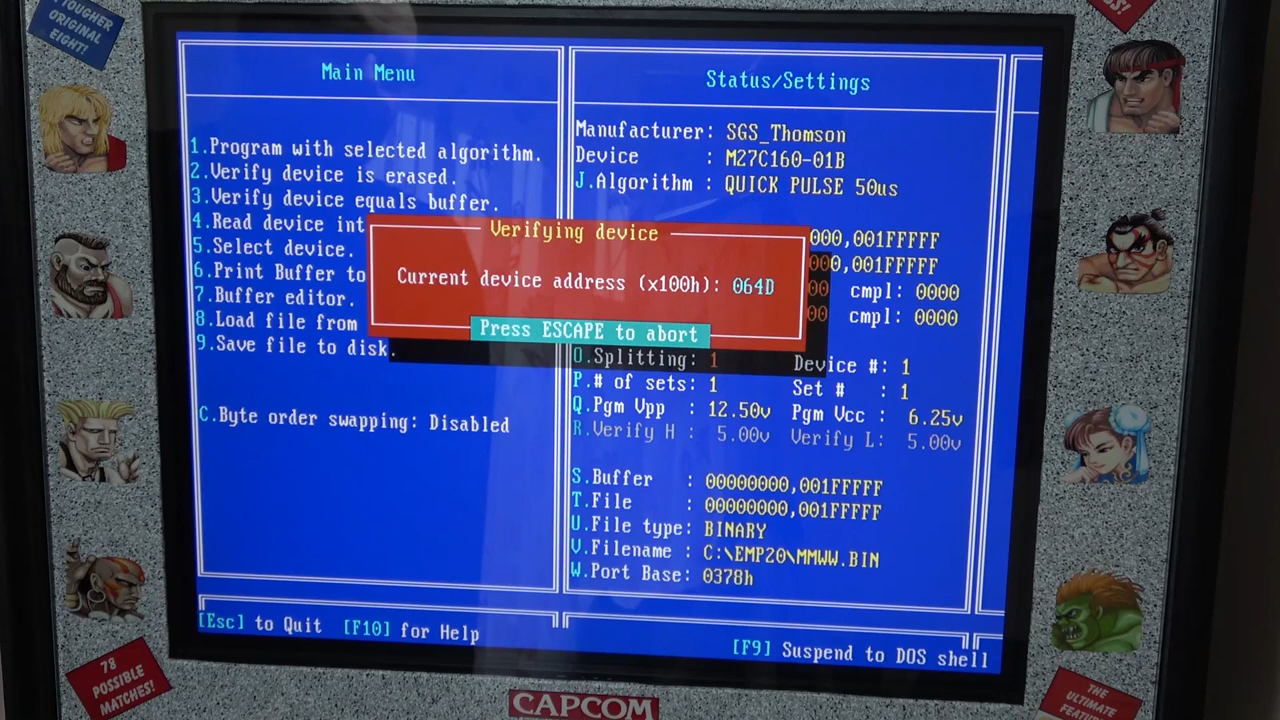 TOUGHER
ORIGINAL
EIGHT!
Main Menu
1.Program with selected algorithm.
2.Verify device is erased.
3.Verify device equals buffer.
4.Read device int
5.Select device.
6.Print Buffer to
7.Buffer editor.
8.Load file from
9.Save file to disk.
C.Byte order swapping: Disabled
Status/Settings
Manufacturer: SGS_Thomson
Device : M27C160-01B
J.Algorithm : QUICK PULSE 50us
000,001FFFFF
000,001FFFFF
00 cmpl: 0000
00 cmpl: 0000
Verifying device
Current device address (x100h): 064D
Press ESCAPE to abort
O.Splitting: 1 Device #: 1
P.# of sets: 1 Set # : 1
Q.Pgm Vpp : 12.50v Pgm Vcc : 6.25v
R.Verify H : 5.00v Verify L: 5.00v
S.Buffer : 00000000,001FFFFF
T.File : 00000000,001FFFFF
U.File type: BINARY
V.Filename : C:\EMP20\MMWW.BIN
W.Port Base: 0378h
[Esc] to Quit [F10] for Help
[F9] Suspend to DOS shell
78
POSSIBLE
MATCHES!
CAPCOM
THE
ULTIMATE